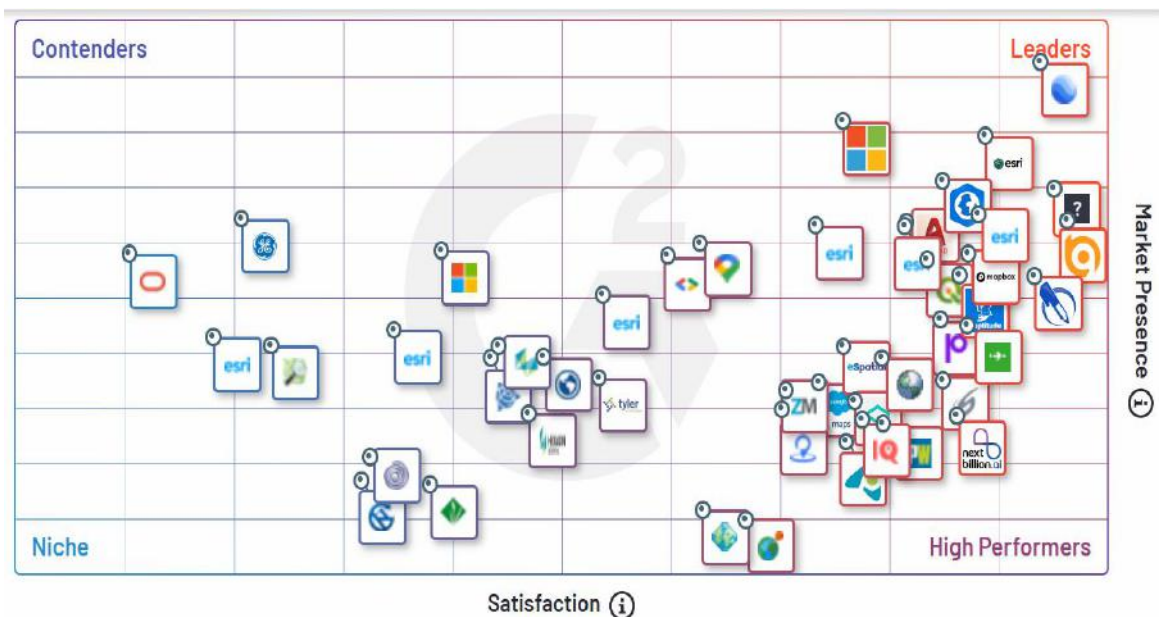 Contenders
Leaders
esri
?
esri
esri
esri
mapbox
esri
esri
esri
eSpatial
tyler
ZM
maps
IQ
PW
next
billion.ai
Niche
High Performers
Market Presence
Satisfaction